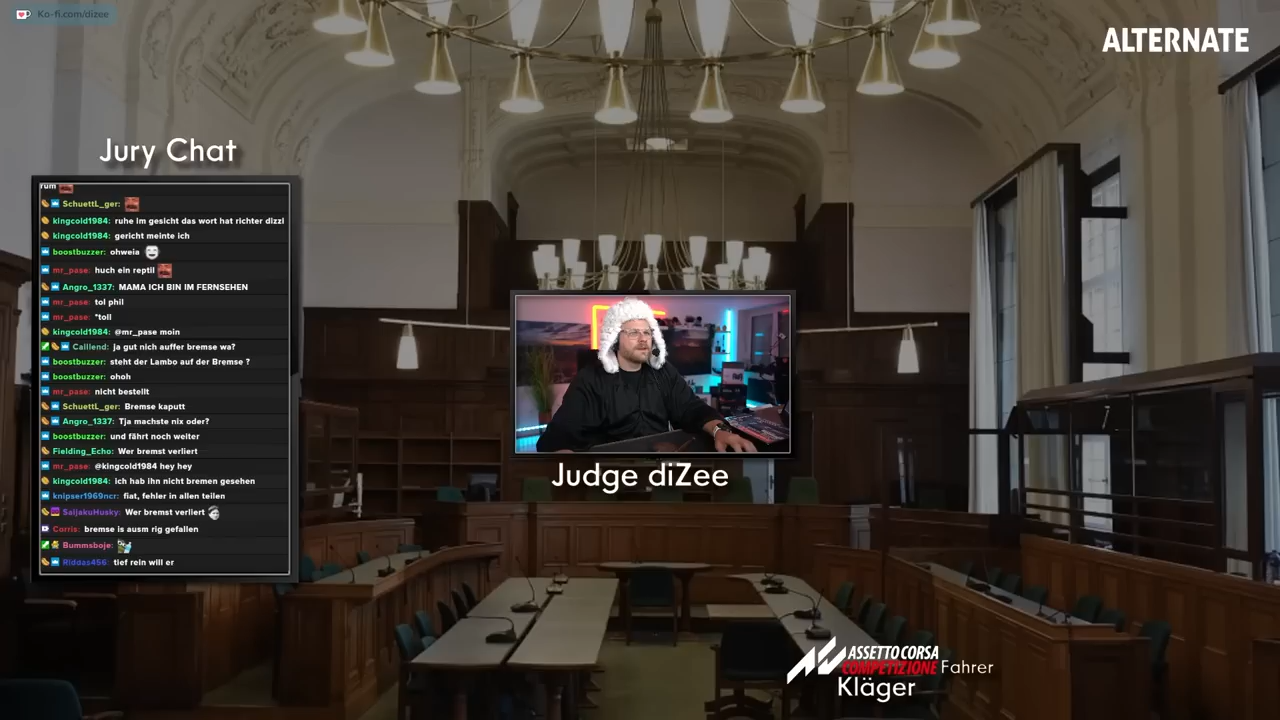 Ko-fi.com/dizee
ALTERNATE
Jury Chat
rum
SchuettL_ger:
kingcold1984: ruhe im gesicht das wort hat richter dizzi
kingcold1984: gericht meinte ich
boostbuzzer: ohweia
mr_pase: huch ein reptil
Angro_1337: MAMA ICH BIN IM FERNSEHEN
mr_pase: tol phil
mr_pase: *toll
kingcold1984: @mr_pase moin
Caillend: ja gut nich auffer bremse wa?
boostbuzzer: steht der Lambo auf der Bremse ?
boostbuzzer: ohoh
mr_pase: nicht bestellt
SchuettL_ger: Bremse kaputt
Angro_1337: Tja machste nix oder?
boostbuzzer: und fährt noch weiter
Fielding_Echo: Wer bremst verliert
mr_pase: @kingcold1984 hey hey
kingcold1984: ich hab ihn nicht bremsen gesehen
knipser1969ncr: fiat, fehler in allen teilen
SaijakuHusky: Wer bremst verliert
Corris: bremse is ausm rig gefallen
Bummsboje:
Riddas456: tief rein will er
Judge diZee
ASSETTO CORSA
COMPETIZIONE Fahrer
Kläger